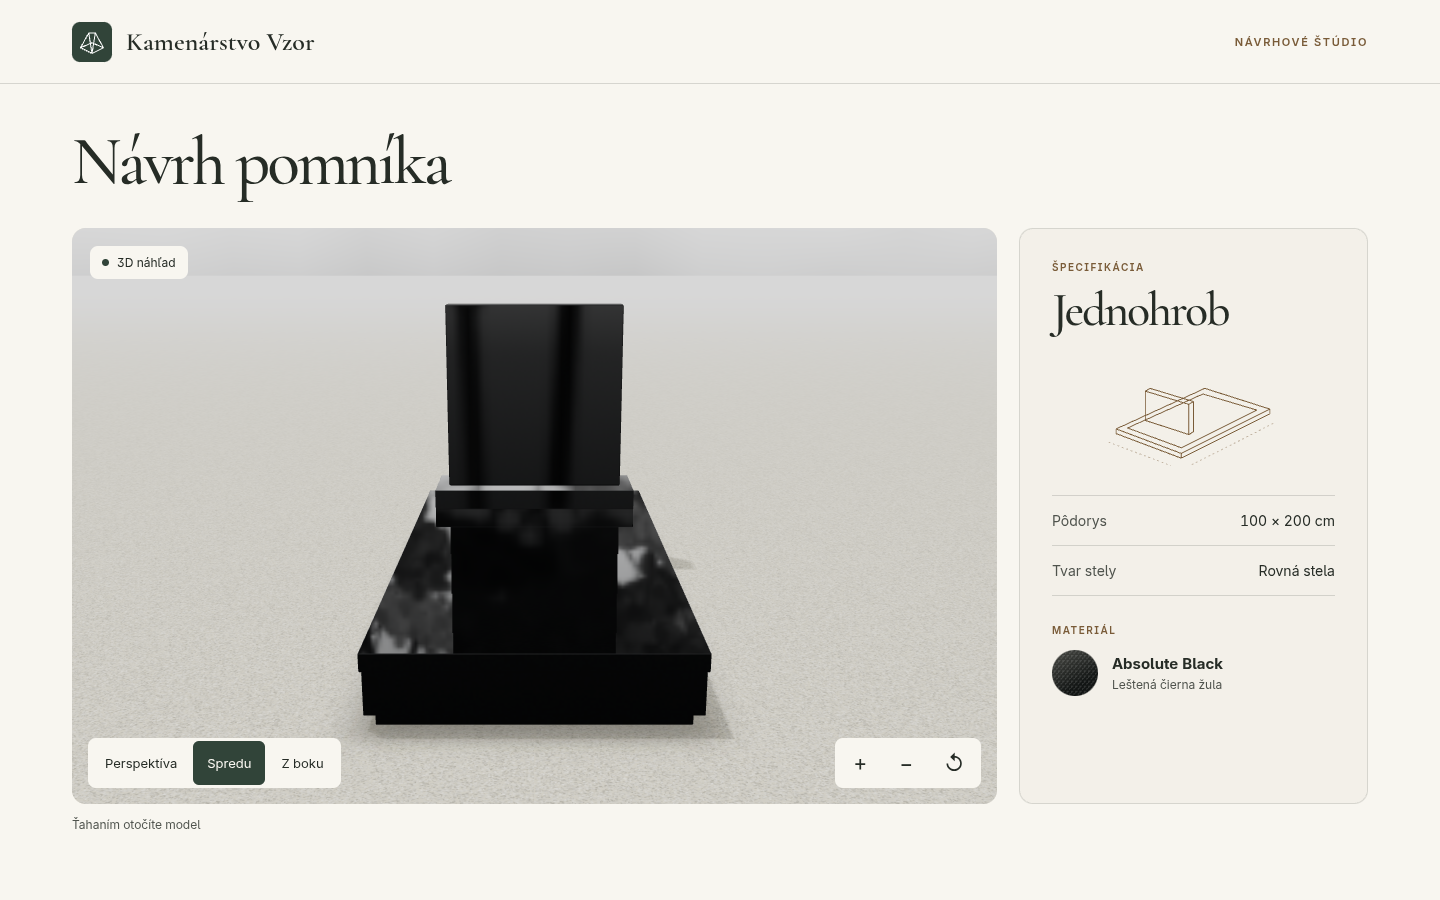 Kamenárstvo Vzor
NÁVRHOVÉ ŠTÚDIO
Návrh pomníka
3D náhľad
Perspektíva
Spredu
Z boku
+
−
Ťahaním otočíte model
ŠPECIFIKÁCIA
Jednohrob
Pôdorys 100 × 200 cm
Tvar stely Rovná stela
MATERIÁL
Absolute Black
Leštená čierna žula